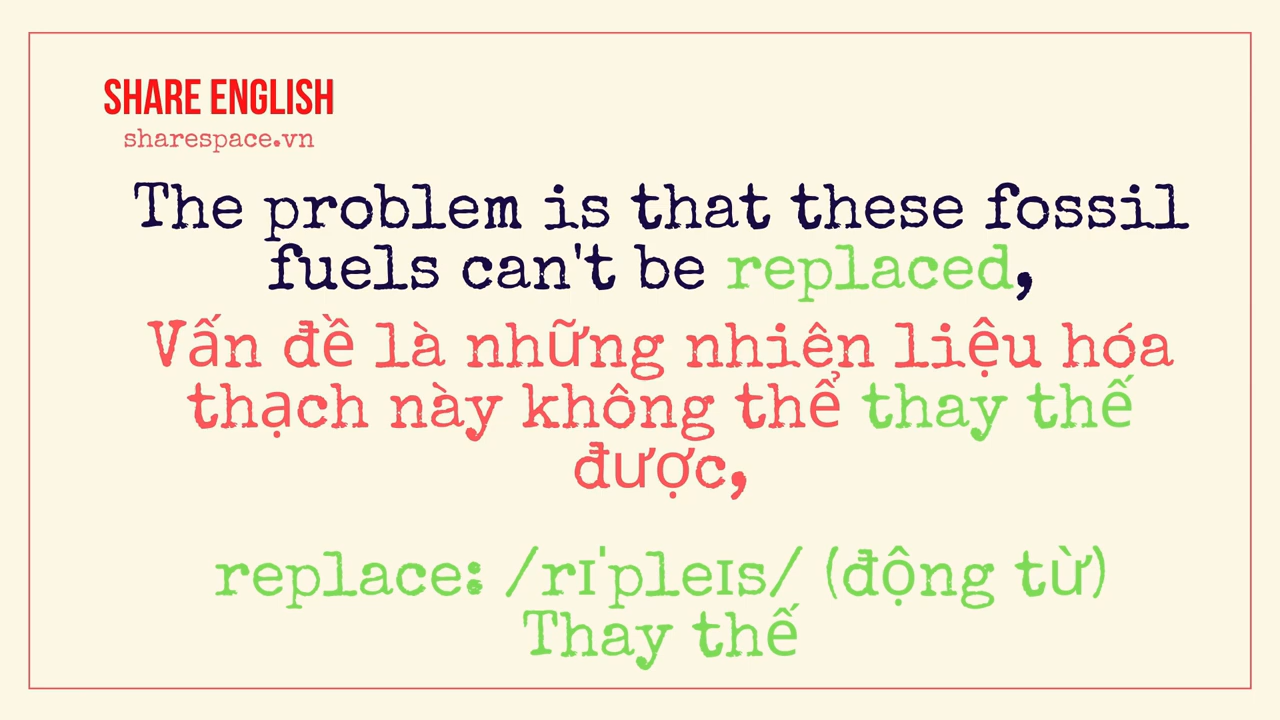 SHARE ENGLISH
sharespace.vn
The problem is that these fossil
fuels can't be replaced,
Vấn đề là những nhiên liệu hóa
thạch này không thể thay thế
được,
replace: /rɪˈpleɪs/ (động từ)
Thay thế